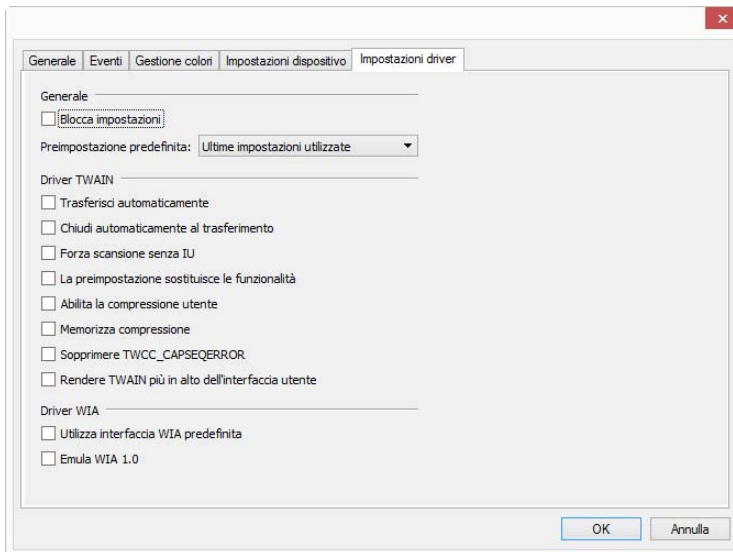 Generale Eventi Gestione colori Impostazioni dispositivo Impostazioni driver
Generale
Blocca impostazioni
Preimpostazione predefinita: Ultime impostazioni utilizzate
Driver TWAIN
Trasferisci automaticamente
Chiudi automaticamente al trasferimento
Forza scansione senza IU
La preimpostazione sostituisce le funzionalità
Abilita la compressione utente
Memorizza compressione
Sopprimere TWCC_CAPSEQERROR
Rendere TWAIN più in alto dell'interfaccia utente
Driver WIA
Utilizza interfaccia WIA predefinita
Emula WIA 1.0
OK Annulla